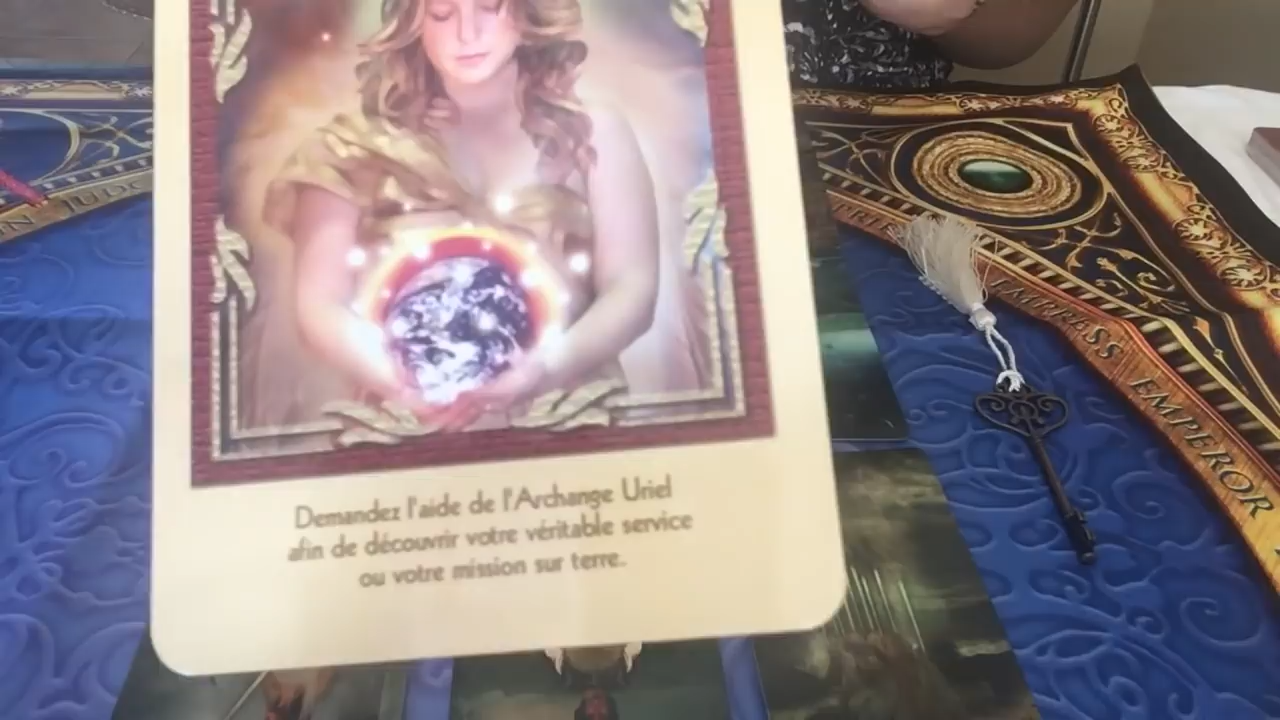 Demandez l'aide de l'Archange Uriel
afin de découvrir votre véritable service
ou votre mission sur terre.
EMPRESS
EMPEROR